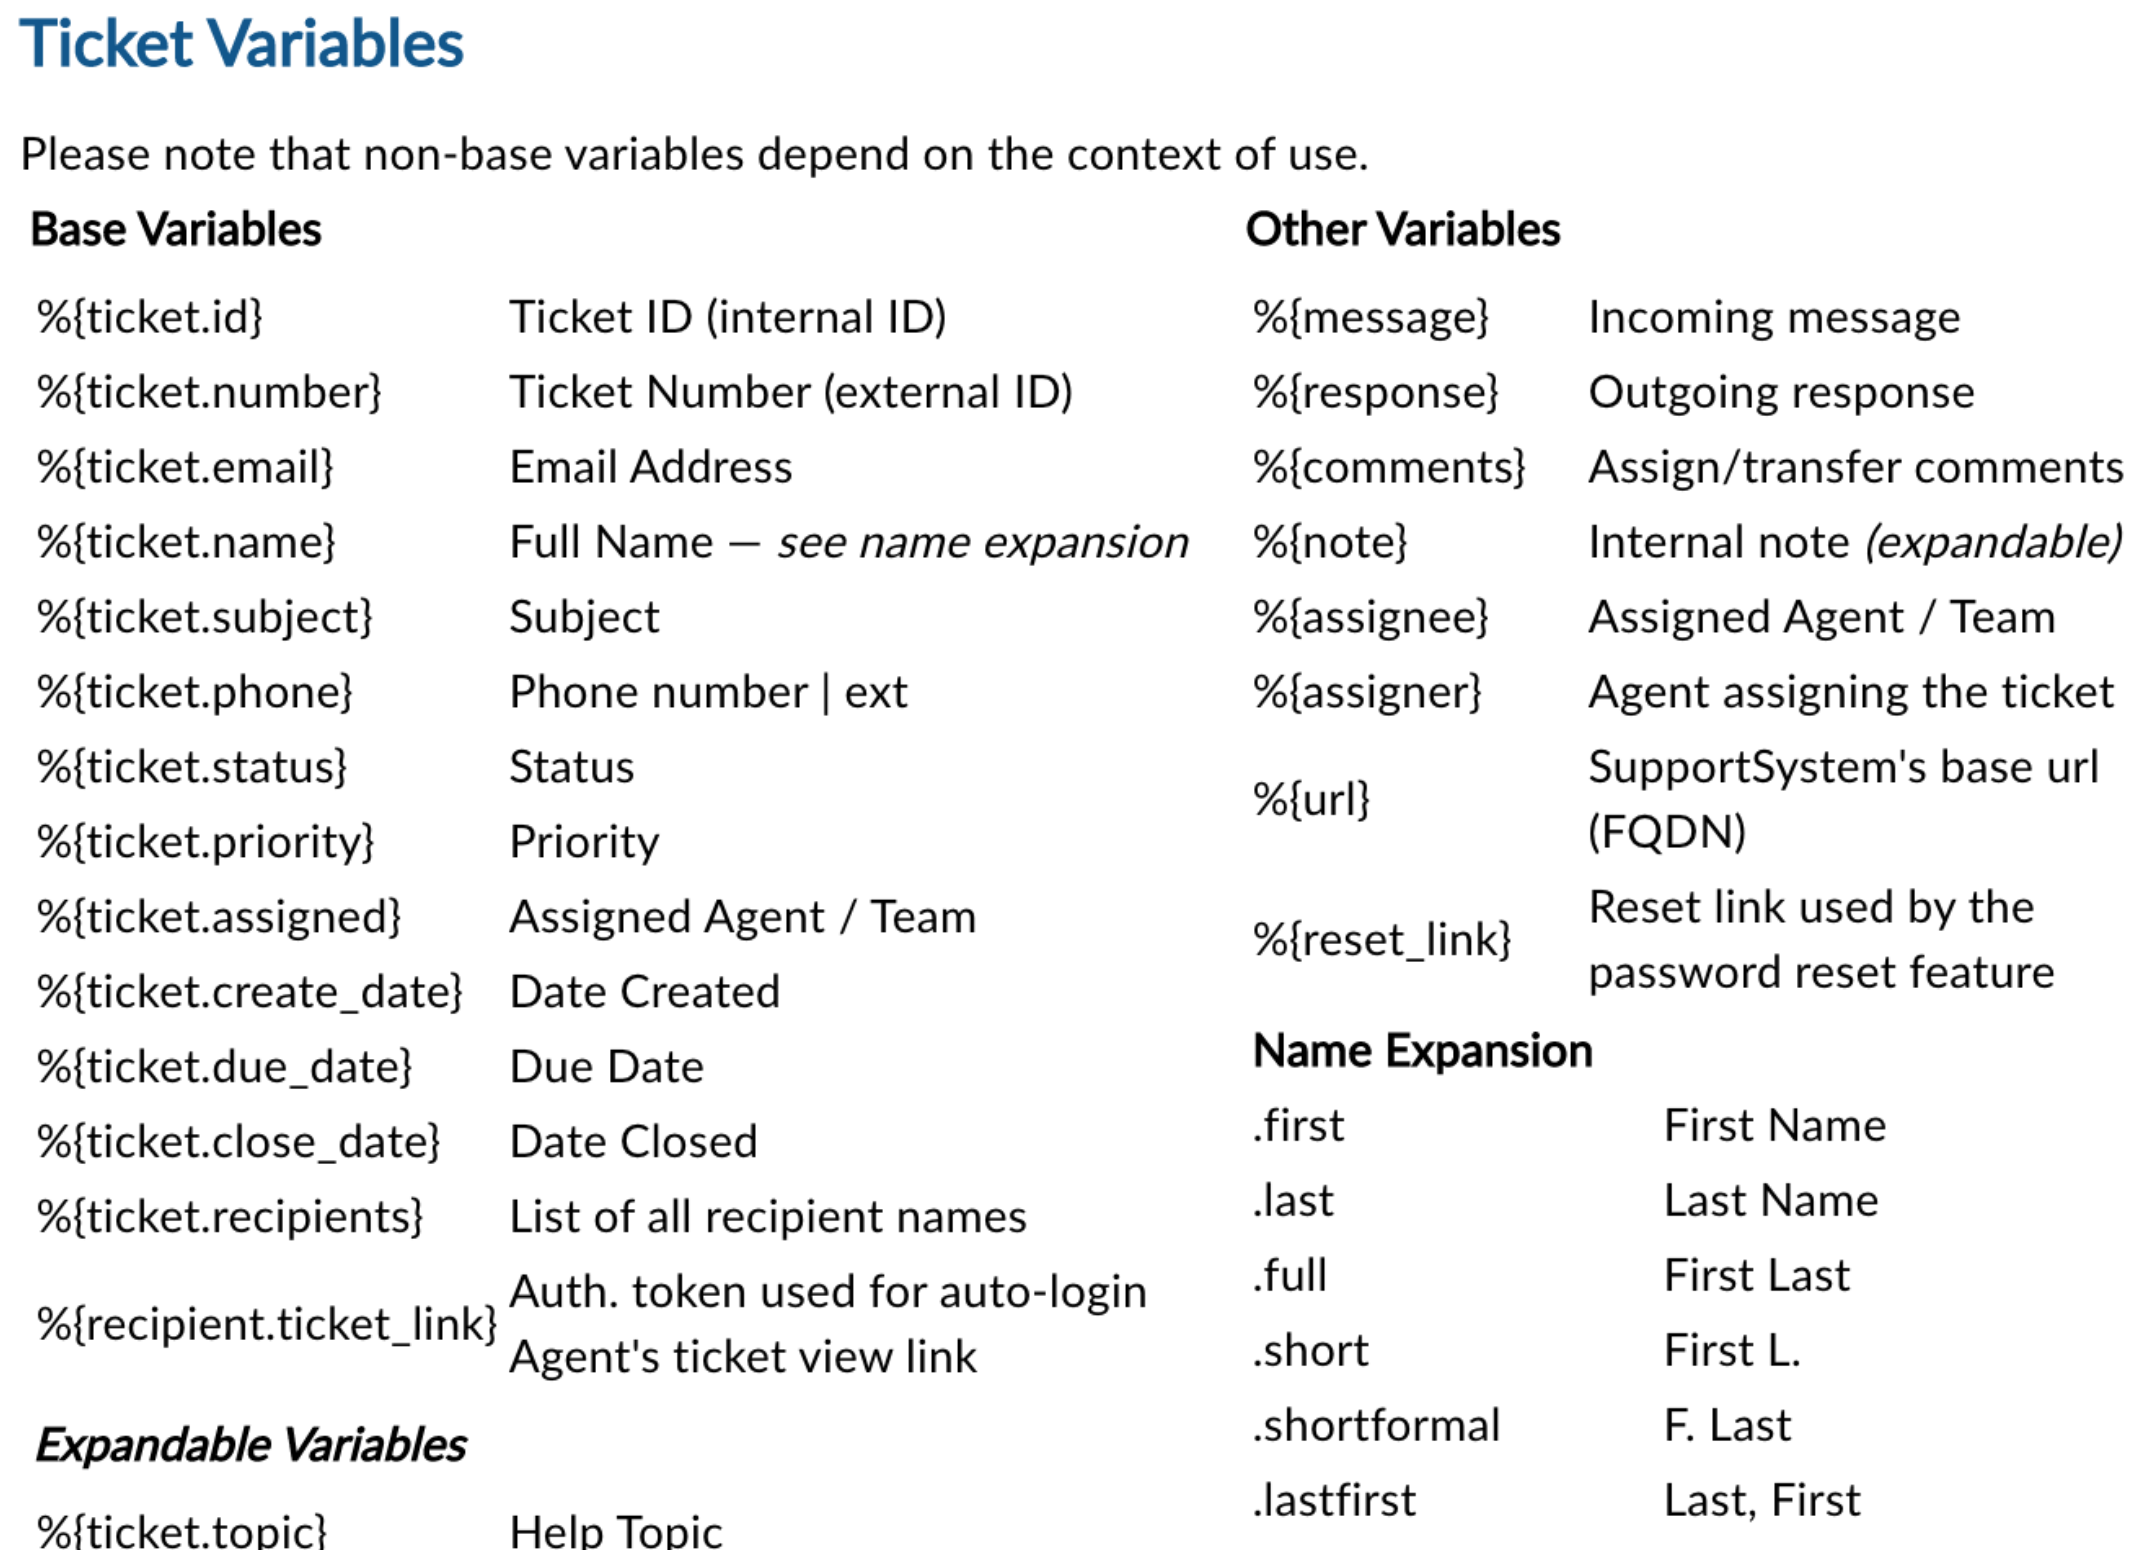 Ticket Variables
Please note that non-base variables depend on the context of use.
Base Variables
%{ticket.id} Ticket ID (internal ID)
%{ticket.number} Ticket Number (external ID)
%{ticket.email} Email Address
%{ticket.name} Full Name — see name expansion
%{ticket.subject} Subject
%{ticket.phone} Phone number | ext
%{ticket.status} Status
%{ticket.priority} Priority
%{ticket.assigned} Assigned Agent / Team
%{ticket.create_date} Date Created
%{ticket.due_date} Due Date
%{ticket.close_date} Date Closed
%{ticket.recipients} List of all recipient names
%{recipient.ticket_link} Auth. token used for auto-login
Agent's ticket view link
Expandable Variables
%{ticket.topic} Help Topic
Other Variables
%{message} Incoming message
%{response} Outgoing response
%{comments} Assign/transfer comments
%{note} Internal note (expandable)
%{assignee} Assigned Agent / Team
%{assigner} Agent assigning the ticket
%{url} SupportSystem's base url
(FQDN)
%{reset_link} Reset link used by the
password reset feature
Name Expansion
.first First Name
.last Last Name
.full First Last
.short First L.
.shortformal F. Last
.lastfirst Last, First